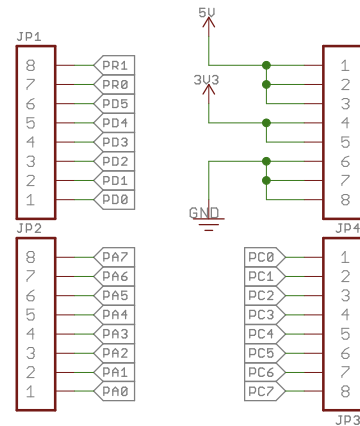 JP1
8 PR1
7 PR0
6 PD5
5 PD4
4 PD3
3 PD2
2 PD1
1 PD0
JP2
8 PA7
7 PA6
6 PA5
5 PA4
4 PA3
3 PA2
2 PA1
1 PA0
5V
3V3
GND
1
2
3
4
5
6
7
8
JP4
PC0 1
PC1 2
PC2 3
PC3 4
PC4 5
PC5 6
PC6 7
PC7 8
JP3